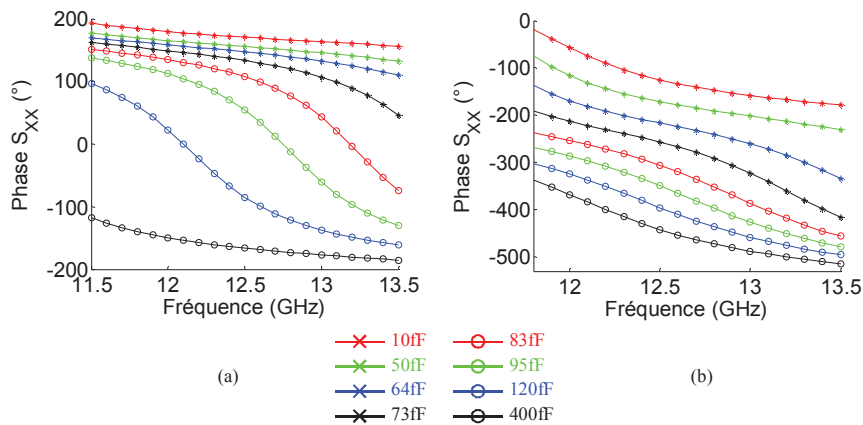 200
100
0
-100
-200
Phase S_XX (°)
11.5 12 12.5 13 13.5
Fréquence (GHz)
0
-100
-200
-300
-400
-500
Phase S_XX (°)
12 12.5 13 13.5
Fréquence (GHz)
(a)
10fF 83fF
50fF 95fF
64fF 120fF
73fF 400fF
(b)